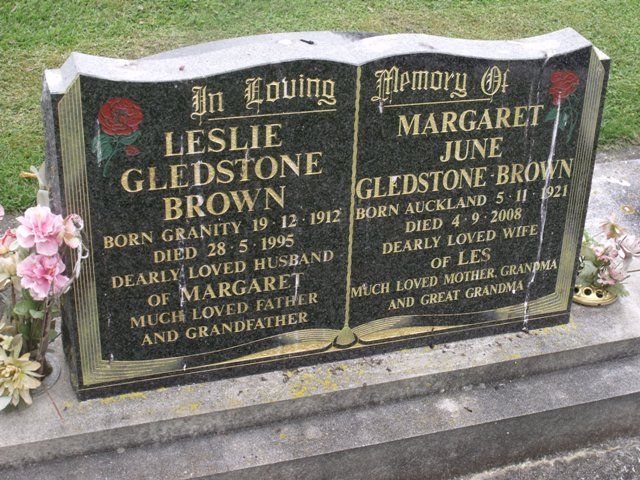 In Loving
LESLIE
GLEDSTONE
BROWN
BORN GRANITY 19·12·1912
DIED 28·5·1995
DEARLY LOVED HUSBAND
OF MARGARET
MUCH LOVED FATHER
AND GRANDFATHER
Memory Of
MARGARET
JUNE
GLEDSTONE-BROWN
BORN AUCKLAND 5·11·1921
DIED 4·9·2008
DEARLY LOVED WIFE
OF LES
MUCH LOVED MOTHER, GRANDMA
AND GREAT GRANDMA